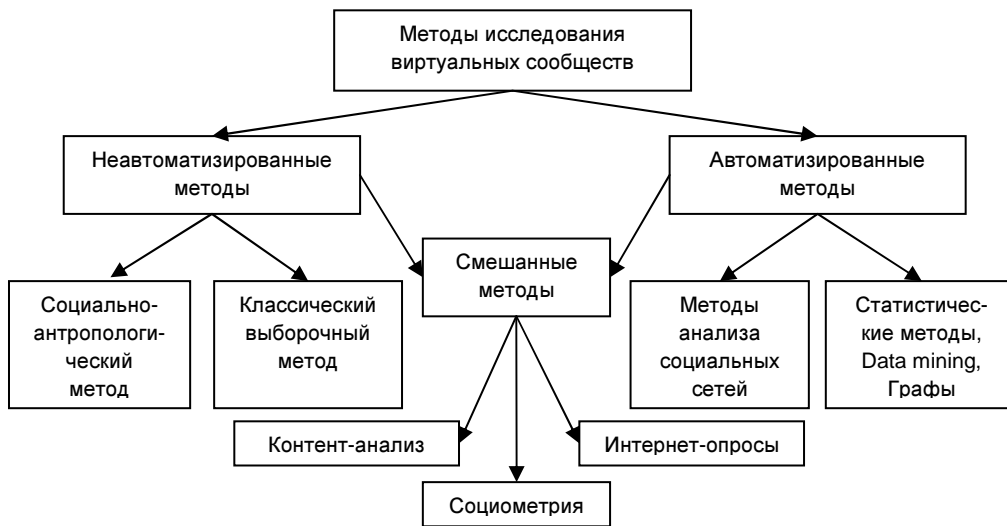 Методы исследования
виртуальных сообществ
Неавтоматизированные
методы
Автоматизированные
методы
Смешанные
методы
Социально-
антропологи-
ческий
метод
Классический
выборочный
метод
Методы
анализа
социальных
сетей
Статистичес-
кие методы,
Data mining,
Графы
Контент-анализ
Интернет-опросы
Социометрия